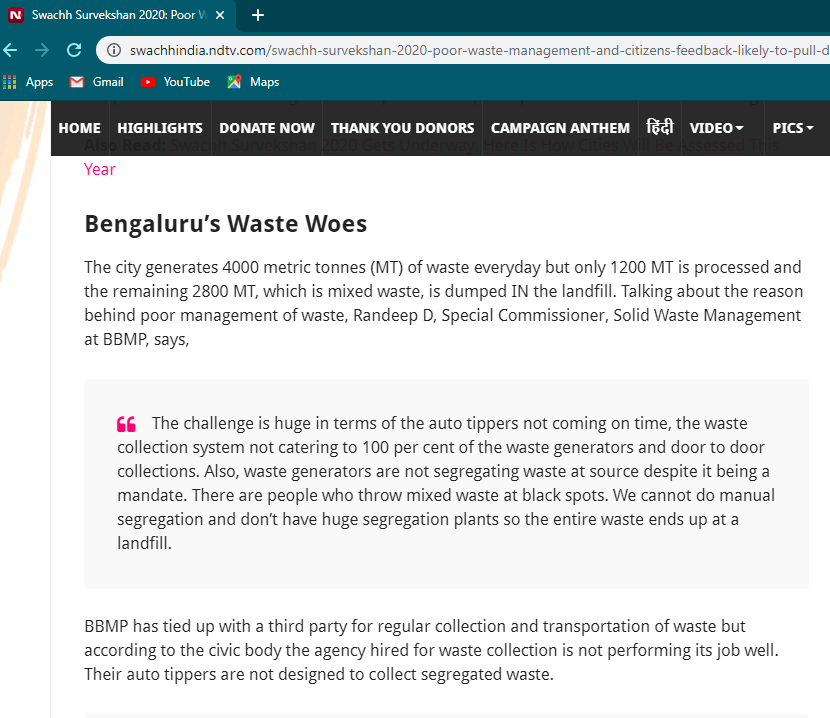 Swachh Survekshan 2020: Poor W
swachhindia.ndtv.com/swachh-survekshan-2020-poor-waste-management-and-citizens-feedback-likely-to-pull-d
Apps Gmail YouTube Maps
HOME HIGHLIGHTS DONATE NOW THANK YOU DONORS CAMPAIGN ANTHEM हिंदी VIDEO PICS
Also Read: Swachh Survekshan 2020 Gets Underway, Here Is How Cities Will Be Assessed This
Year
Bengaluru’s Waste Woes
The city generates 4000 metric tonnes (MT) of waste everyday but only 1200 MT is processed and
the remaining 2800 MT, which is mixed waste, is dumped IN the landfill. Talking about the reason
behind poor management of waste, Randeep D, Special Commissioner, Solid Waste Management
at BBMP, says,
❝ The challenge is huge in terms of the auto tippers not coming on time, the waste
collection system not catering to 100 per cent of the waste generators and door to door
collections. Also, waste generators are not segregating waste at source despite it being a
mandate. There are people who throw mixed waste at black spots. We cannot do manual
segregation and don’t have huge segregation plants so the entire waste ends up at a
landfill.
BBMP has tied up with a third party for regular collection and transportation of waste but
according to the civic body the agency hired for waste collection is not performing its job well.
Their auto tippers are not designed to collect segregated waste.